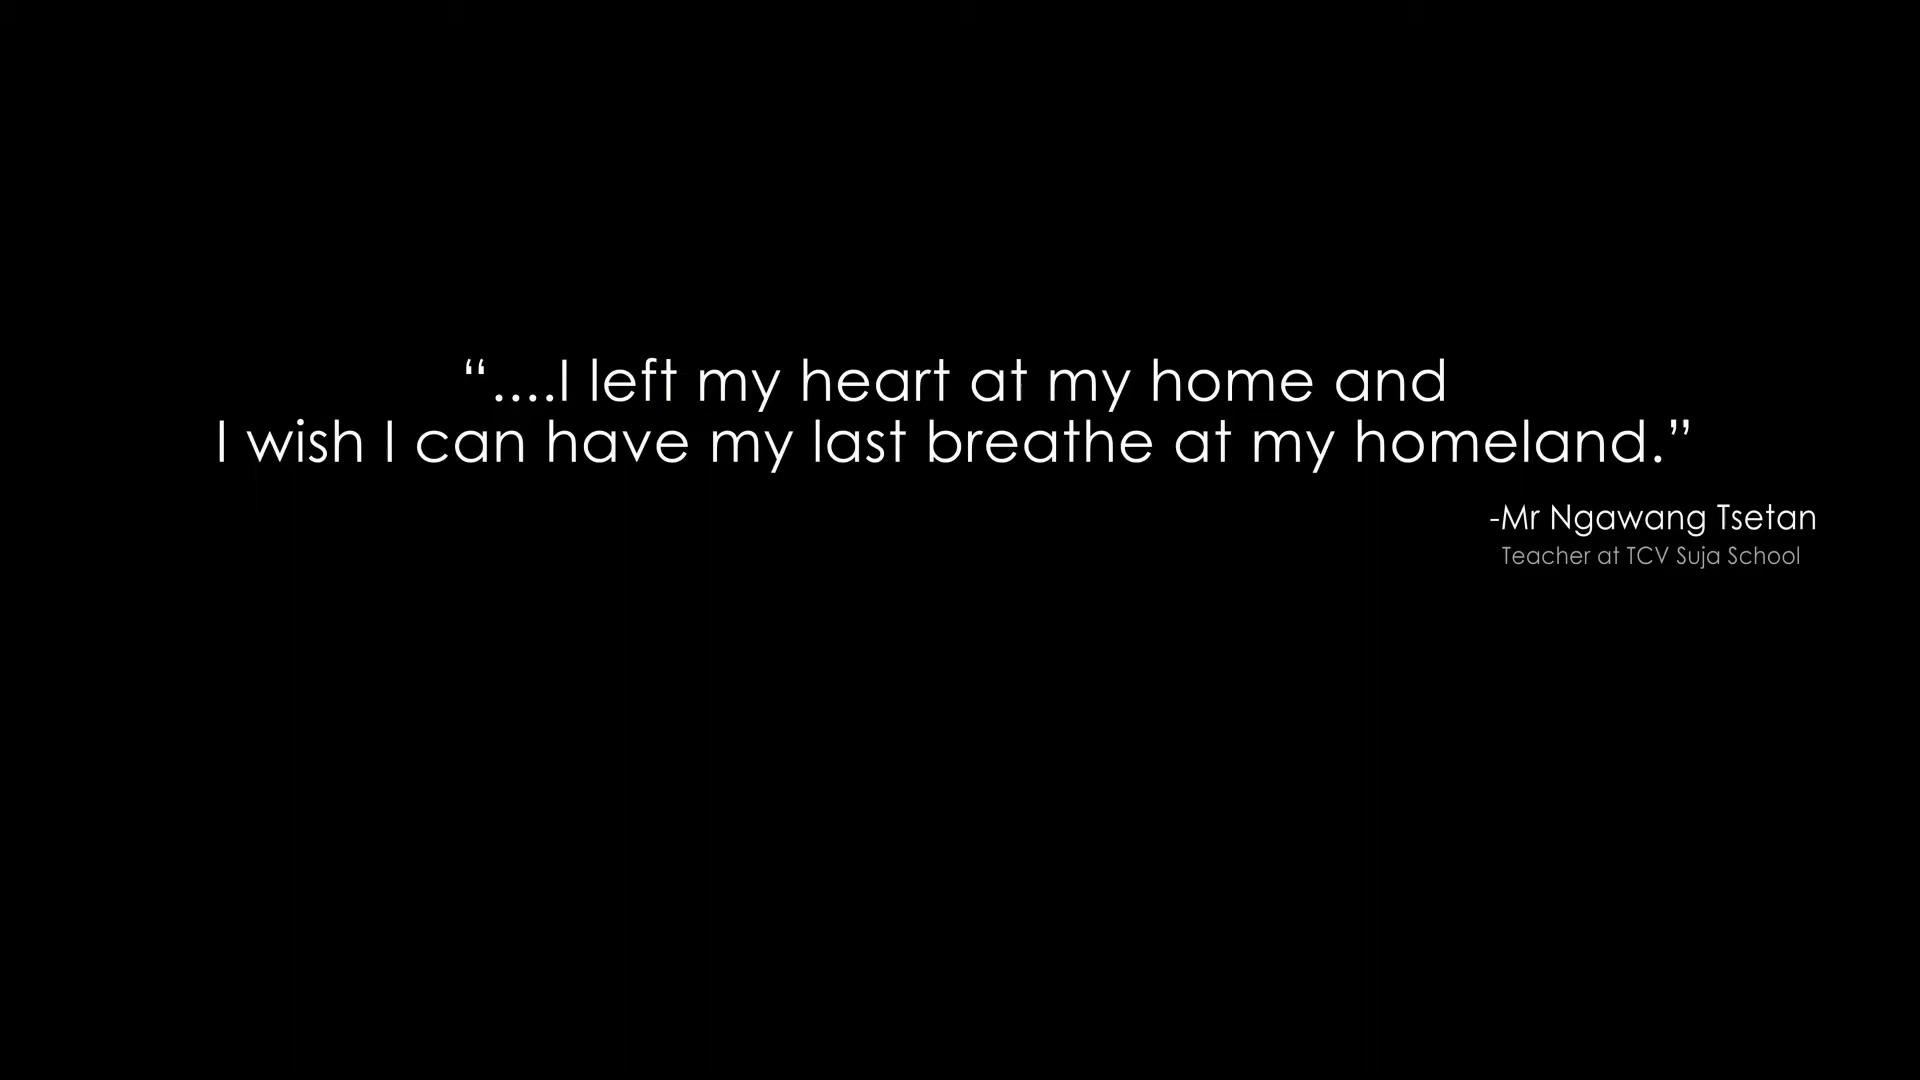 “....I left my heart at my home and
I wish I can have my last breathe at my homeland.”
-Mr Ngawang Tsetan
Teacher at TCV Suja School